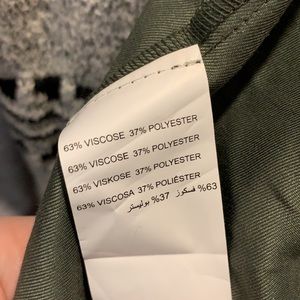 63% VISCOSE 37% POLYESTER
63% VISCOSE 37% POLYESTER
63% VISKOSE 37% POLYESTER
63% VISCOSA 37% POLIÉSTER
63% فسكوز 37% بوليستر